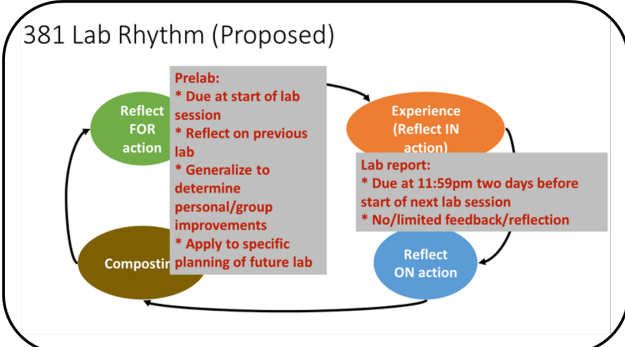 381 Lab Rhythm (Proposed)
Reflect
FOR
action
Prelab:
* Due at start of lab
session
* Reflect on previous
lab
* Generalize to
determine
personal/group
improvements
* Apply to specific
planning of future lab
Experience
(Reflect IN
action)
Lab report:
* Due at 11:59pm two days before
start of next lab session
* No/limited feedback/reflection
Reflect
ON action